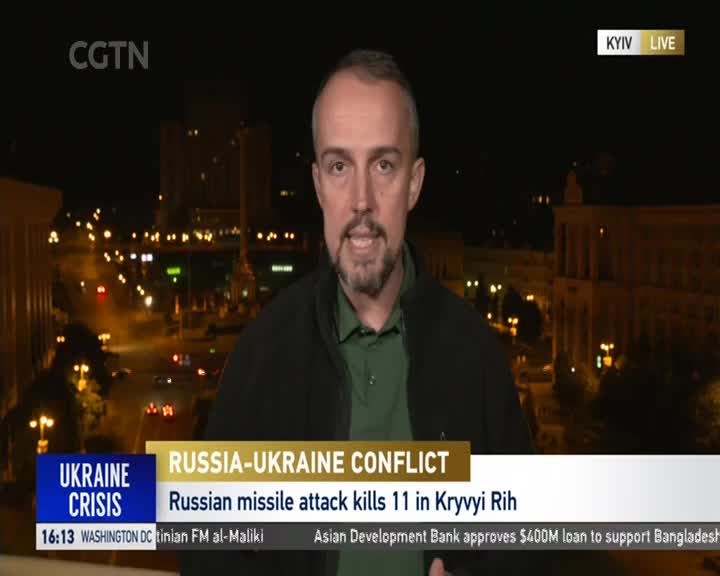 CGTN
KYIV LIVE
RUSSIA-UKRAINE CONFLICT
UKRAINE
CRISIS
Russian missile attack kills 11 in Kryvyi Rih
16:13 WASHINGTON DC tinian FM al-Maliki Asian Development Bank approves $400M loan to support Bangladesh